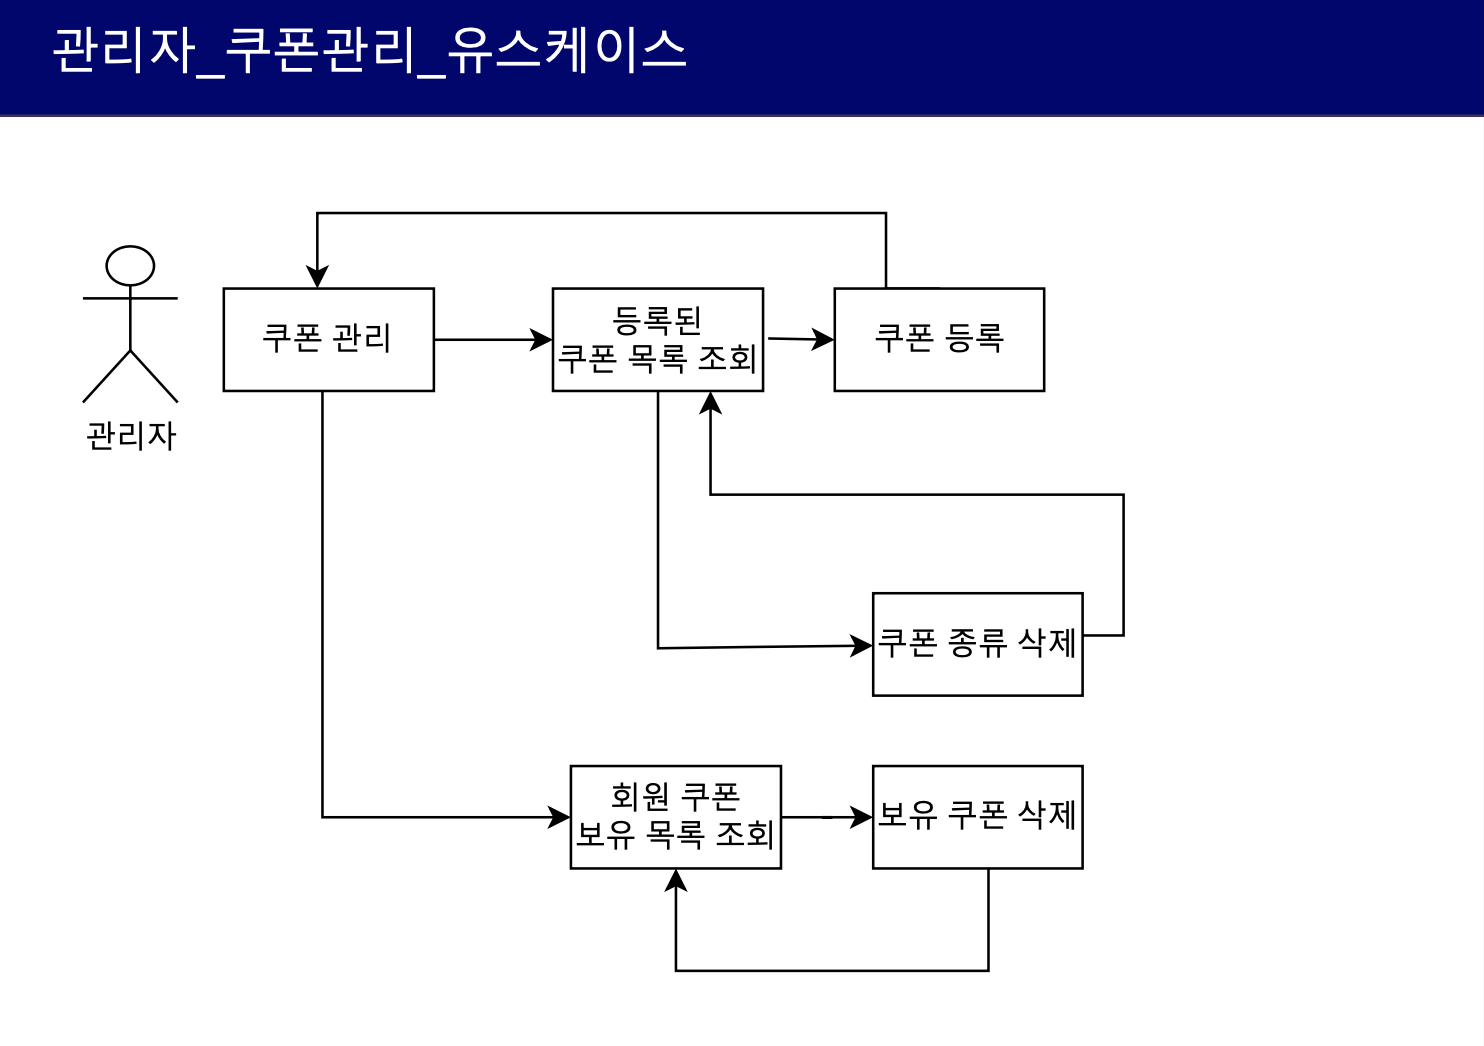 관리자_쿠폰관리_유스케이스
관리자
쿠폰 관리
등록된
쿠폰 목록 조회
쿠폰 등록
쿠폰 종류 삭제
회원 쿠폰
보유 목록 조회
보유 쿠폰 삭제